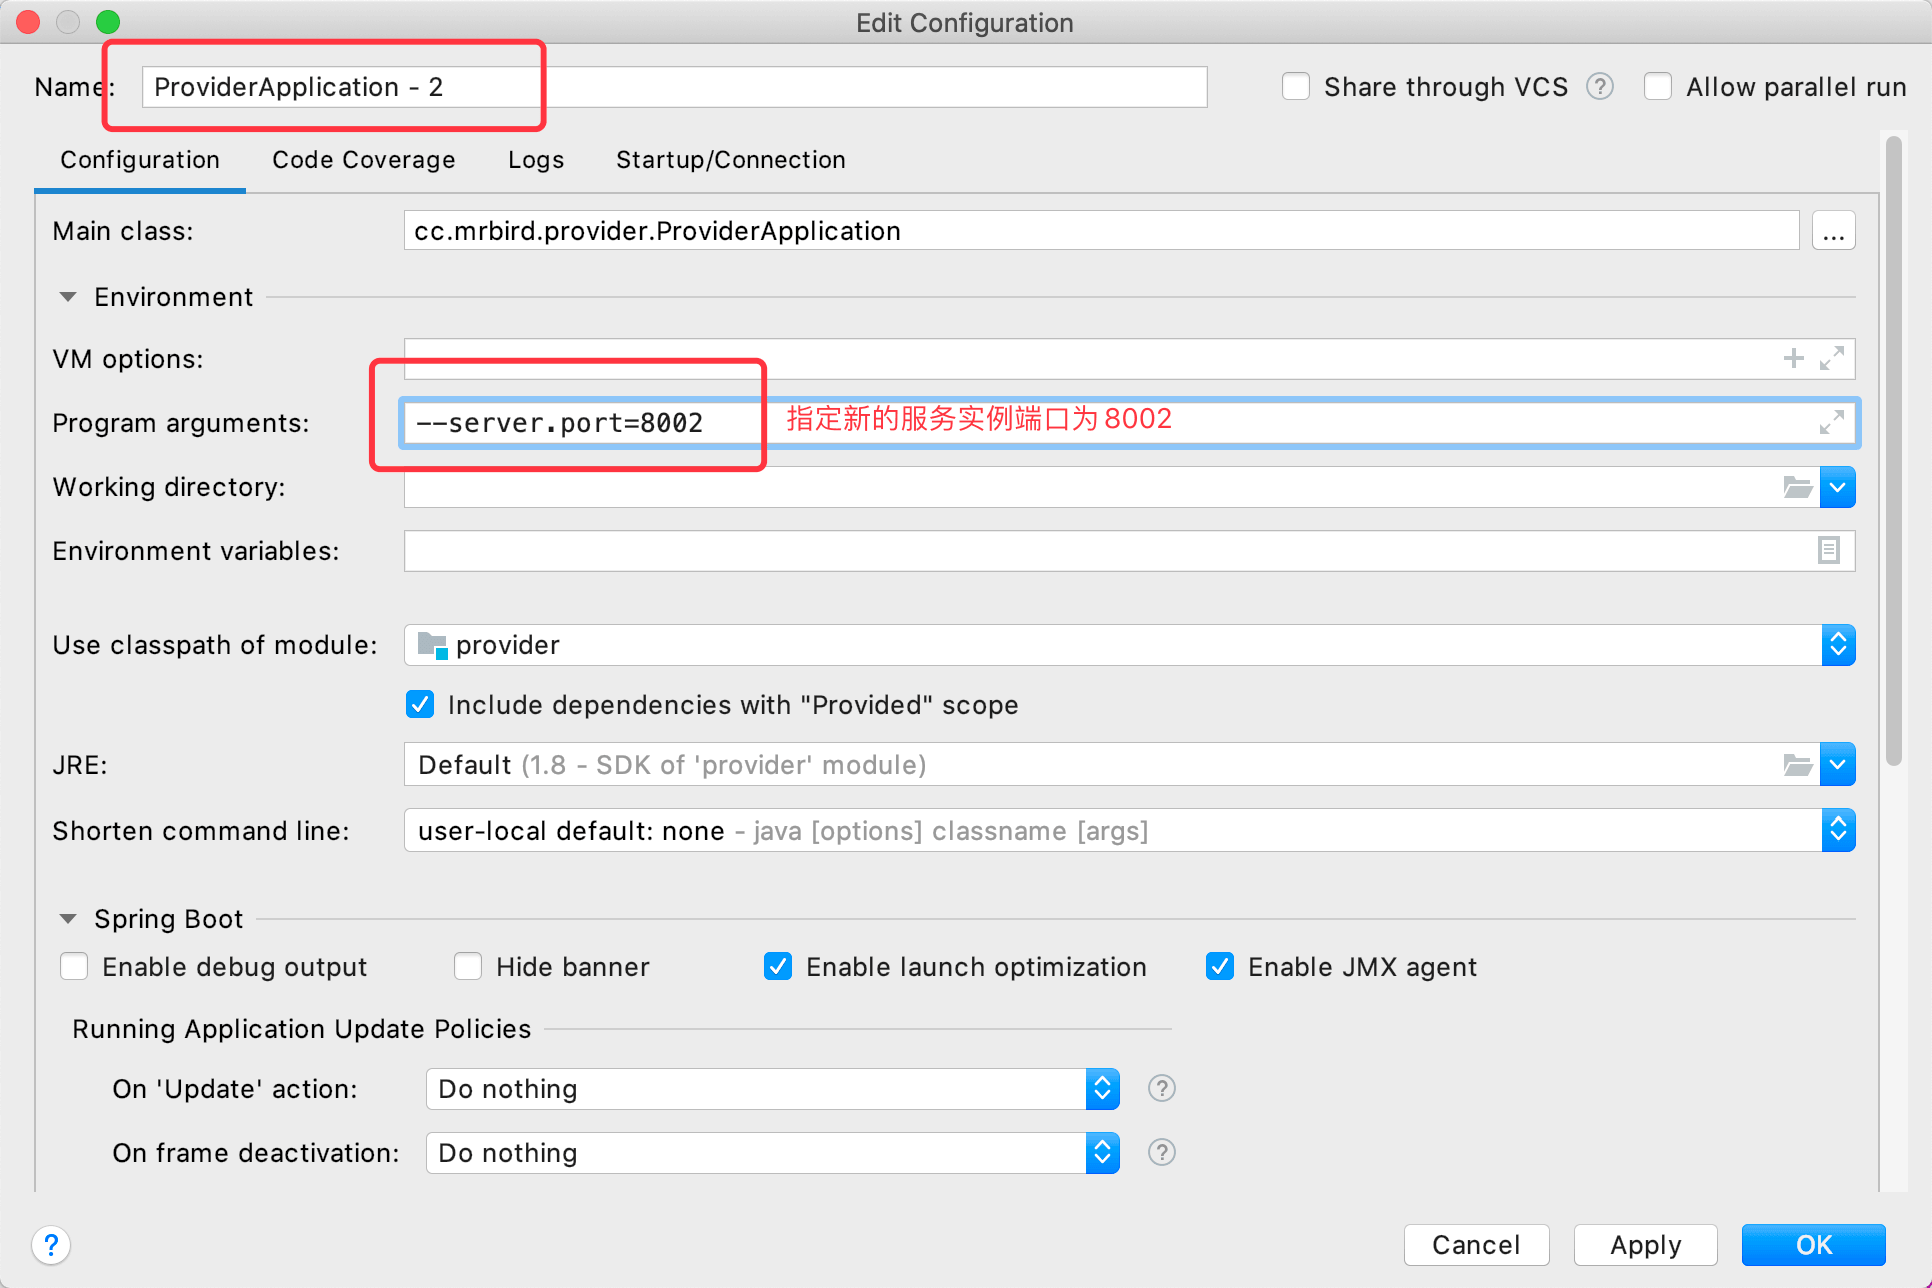 Edit Configuration
Name: ProviderApplication - 2 Share through VCS ? Allow parallel run
Configuration Code Coverage Logs Startup/Connection
Main class: cc.mrbird.provider.ProviderApplication ...
Environment
VM options:
Program arguments: --server.port=8002 指定新的服务实例端口为8002
Working directory:
Environment variables:
Use classpath of module: provider
Include dependencies with "Provided" scope
JRE: Default (1.8 - SDK of 'provider' module)
Shorten command line: user-local default: none - java [options] classname [args]
Spring Boot
Enable debug output Hide banner Enable launch optimization Enable JMX agent
Running Application Update Policies
On 'Update' action: Do nothing ?
On frame deactivation: Do nothing ?
? Cancel Apply OK